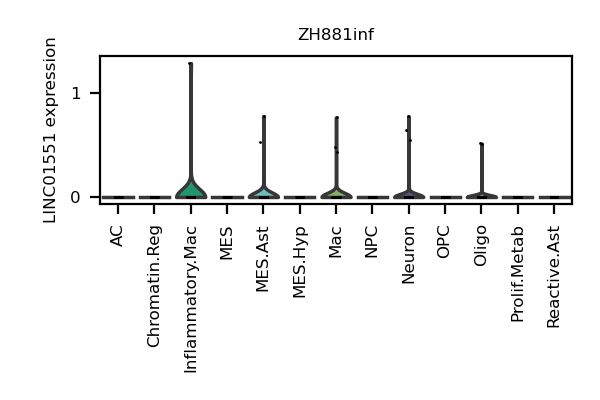 ZH881inf
LINC01551 expression
1
0
AC
Chromatin.Reg
Inflammatory.Mac
MES
MES.Ast
MES.Hyp
Mac
NPC
Neuron
OPC
Oligo
Prolif.Metab
Reactive.Ast